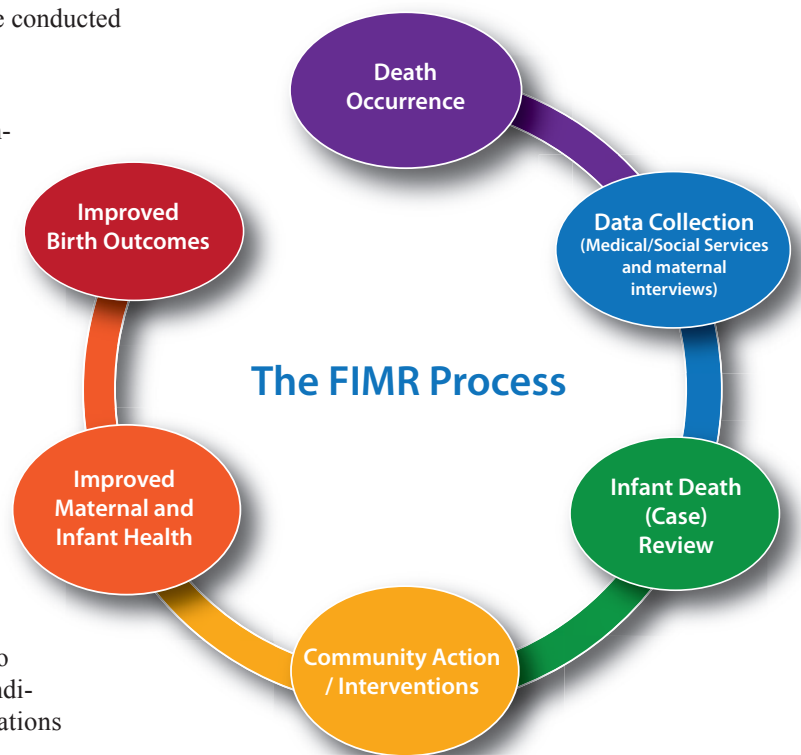 e conducted
n-
o
ndi-
ations
The FIMR Process
Death
Occurrence
Data Collection
(Medical/Social Services
and maternal
interviews)
Infant Death
(Case)
Review
Community Action
/ Interventions
Improved
Maternal and
Infant Health
Improved
Birth Outcomes